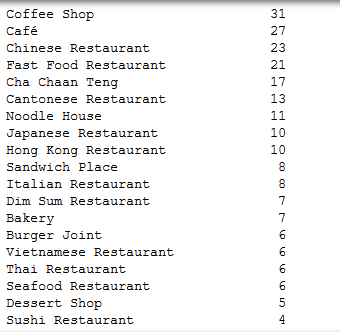 Coffee Shop 31
Café 27
Chinese Restaurant 23
Fast Food Restaurant 21
Cha Chaan Teng 17
Cantonese Restaurant 13
Noodle House 11
Japanese Restaurant 10
Hong Kong Restaurant 10
Sandwich Place 8
Italian Restaurant 8
Dim Sum Restaurant 7
Bakery 7
Burger Joint 6
Vietnamese Restaurant 6
Thai Restaurant 6
Seafood Restaurant 6
Dessert Shop 5
Sushi Restaurant 4